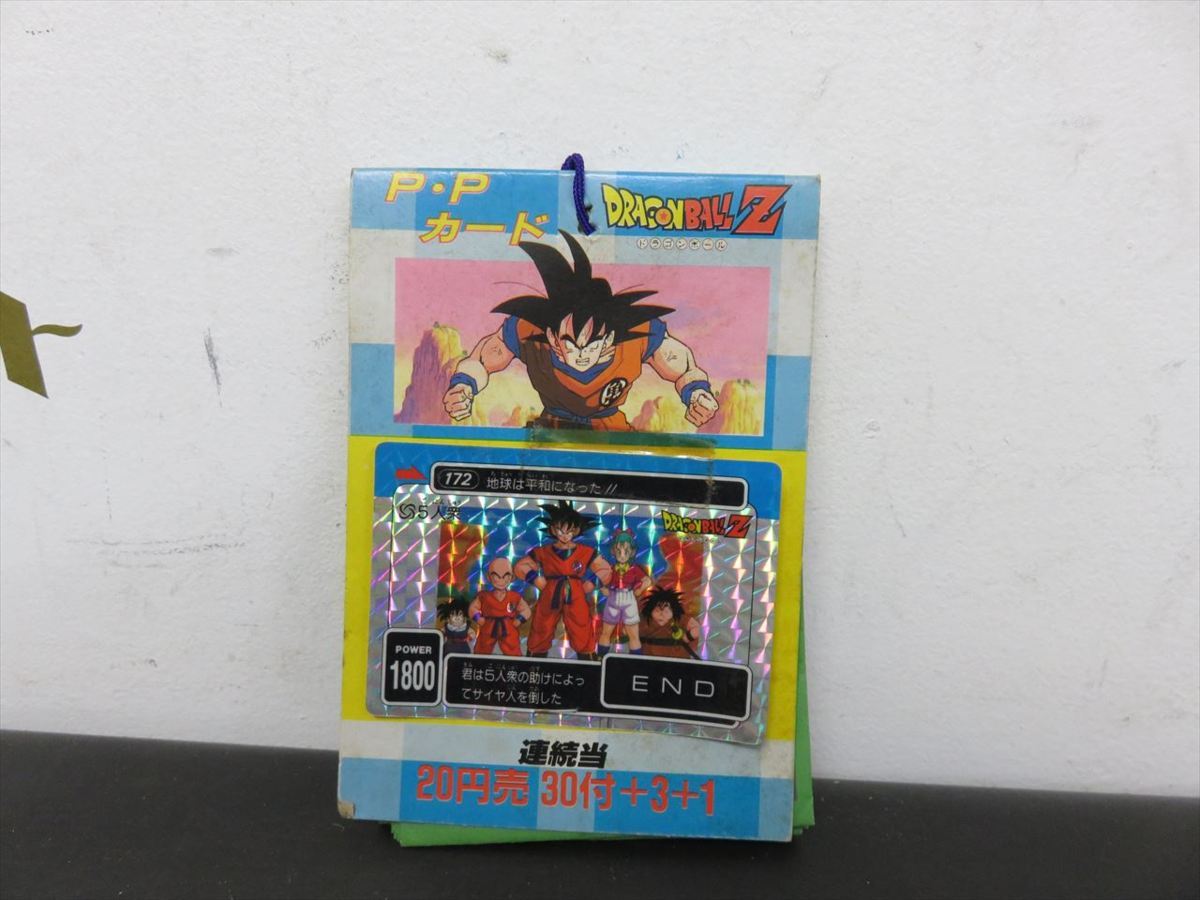 P・P
カード
DRAGON BALL Z
ドラゴンボール
亀
172
地球は平和になった!!
5人衆
DRAGON BALL Z
POWER
1800
君は5人衆の助けによっ
てサイヤ人を倒した
END
連続当
20円売 30付+3+1